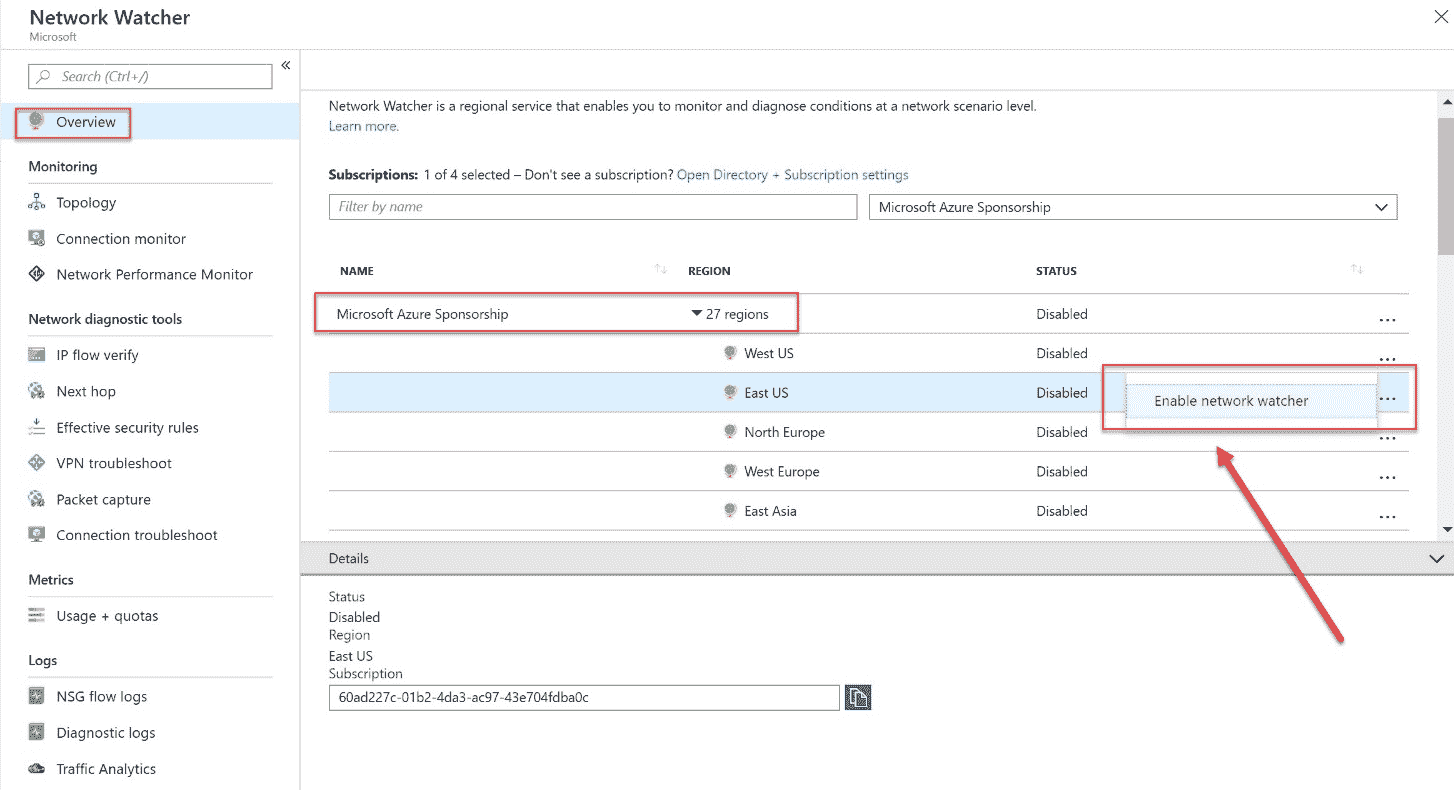 Network Watcher
Microsoft
Search (Ctrl+/)
«
Overview
Monitoring
Topology
Connection monitor
Network Performance Monitor
Network diagnostic tools
IP flow verify
Next hop
Effective security rules
VPN troubleshoot
Packet capture
Connection troubleshoot
Metrics
Usage + quotas
Logs
NSG flow logs
Diagnostic logs
Traffic Analytics
Network Watcher is a regional service that enables you to monitor and diagnose conditions at a network scenario level.
Learn more.
Subscriptions: 1 of 4 selected – Don't see a subscription? Open Directory + Subscription settings
Filter by name Microsoft Azure Sponsorship
NAME REGION STATUS
Microsoft Azure Sponsorship 27 regions Disabled ...
West US Disabled ...
East US Disabled Enable network watcher ...
North Europe Disabled ...
West Europe Disabled ...
East Asia Disabled ...
Details
Status
Disabled
Region
East US
Subscription
60ad227c-01b2-4da3-ac97-43e704fdba0c